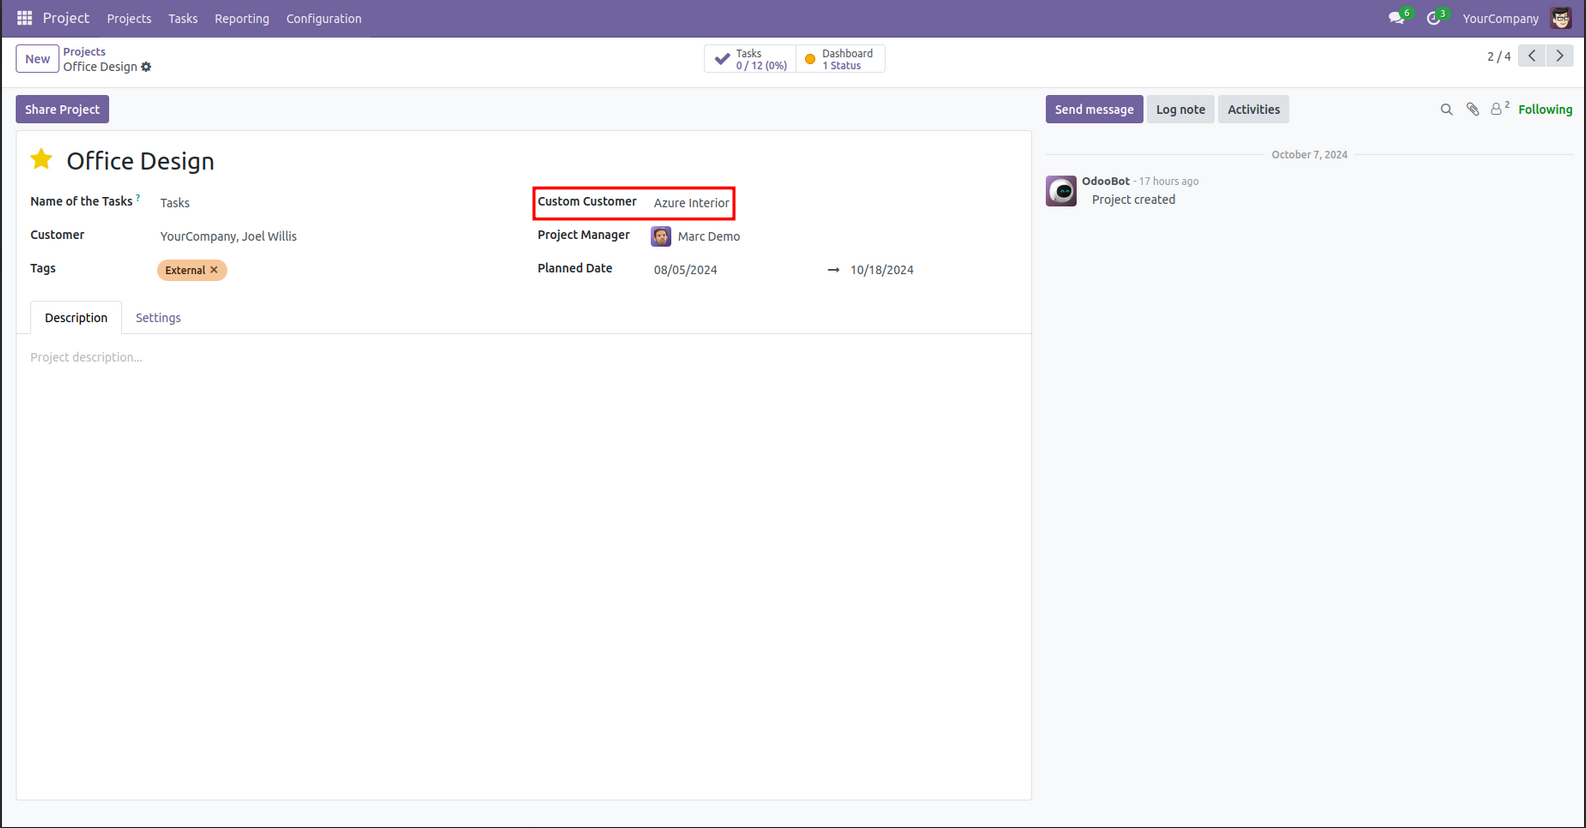 Project Projects Tasks Reporting Configuration 6 3 YourCompany
New Projects
Office Design
Tasks
0 / 12 (0%)
Dashboard
1 Status
2 / 4
Share Project
Send message Log note Activities 2 Following
Office Design
Name of the Tasks ? Tasks
Custom Customer Azure Interior
Customer YourCompany, Joel Willis
Project Manager Marc Demo
Tags External ✕
Planned Date 08/05/2024 → 10/18/2024
Description Settings
Project description...
October 7, 2024
OdooBot - 17 hours ago
Project created